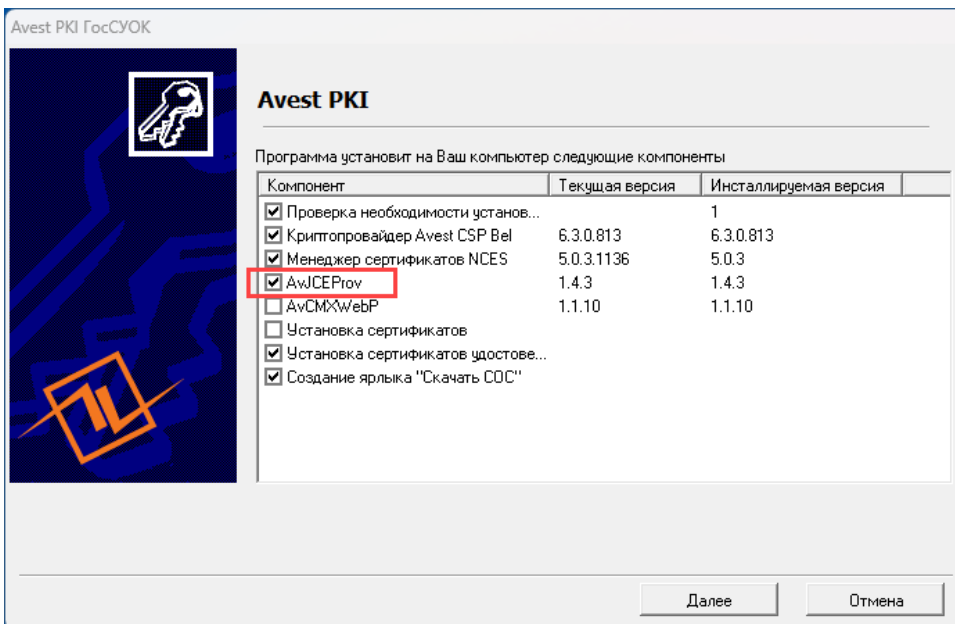 Avest PKI ГосСУОК
Avest PKI
Программа установит на Ваш компьютер следующие компоненты
Компонент Текущая версия Инсталлируемая версия
Проверка необходимости установ... 1
Криптопровайдер Avest CSP Bel 6.3.0.813 6.3.0.813
Менеджер сертификатов NCES 5.0.3.1136 5.0.3
AvJCEProv 1.4.3 1.4.3
AvCMXWebP 1.1.10 1.1.10
Установка сертификатов
Установка сертификатов удостове...
Создание ярлыка "Скачать СОС"
Далее Отмена